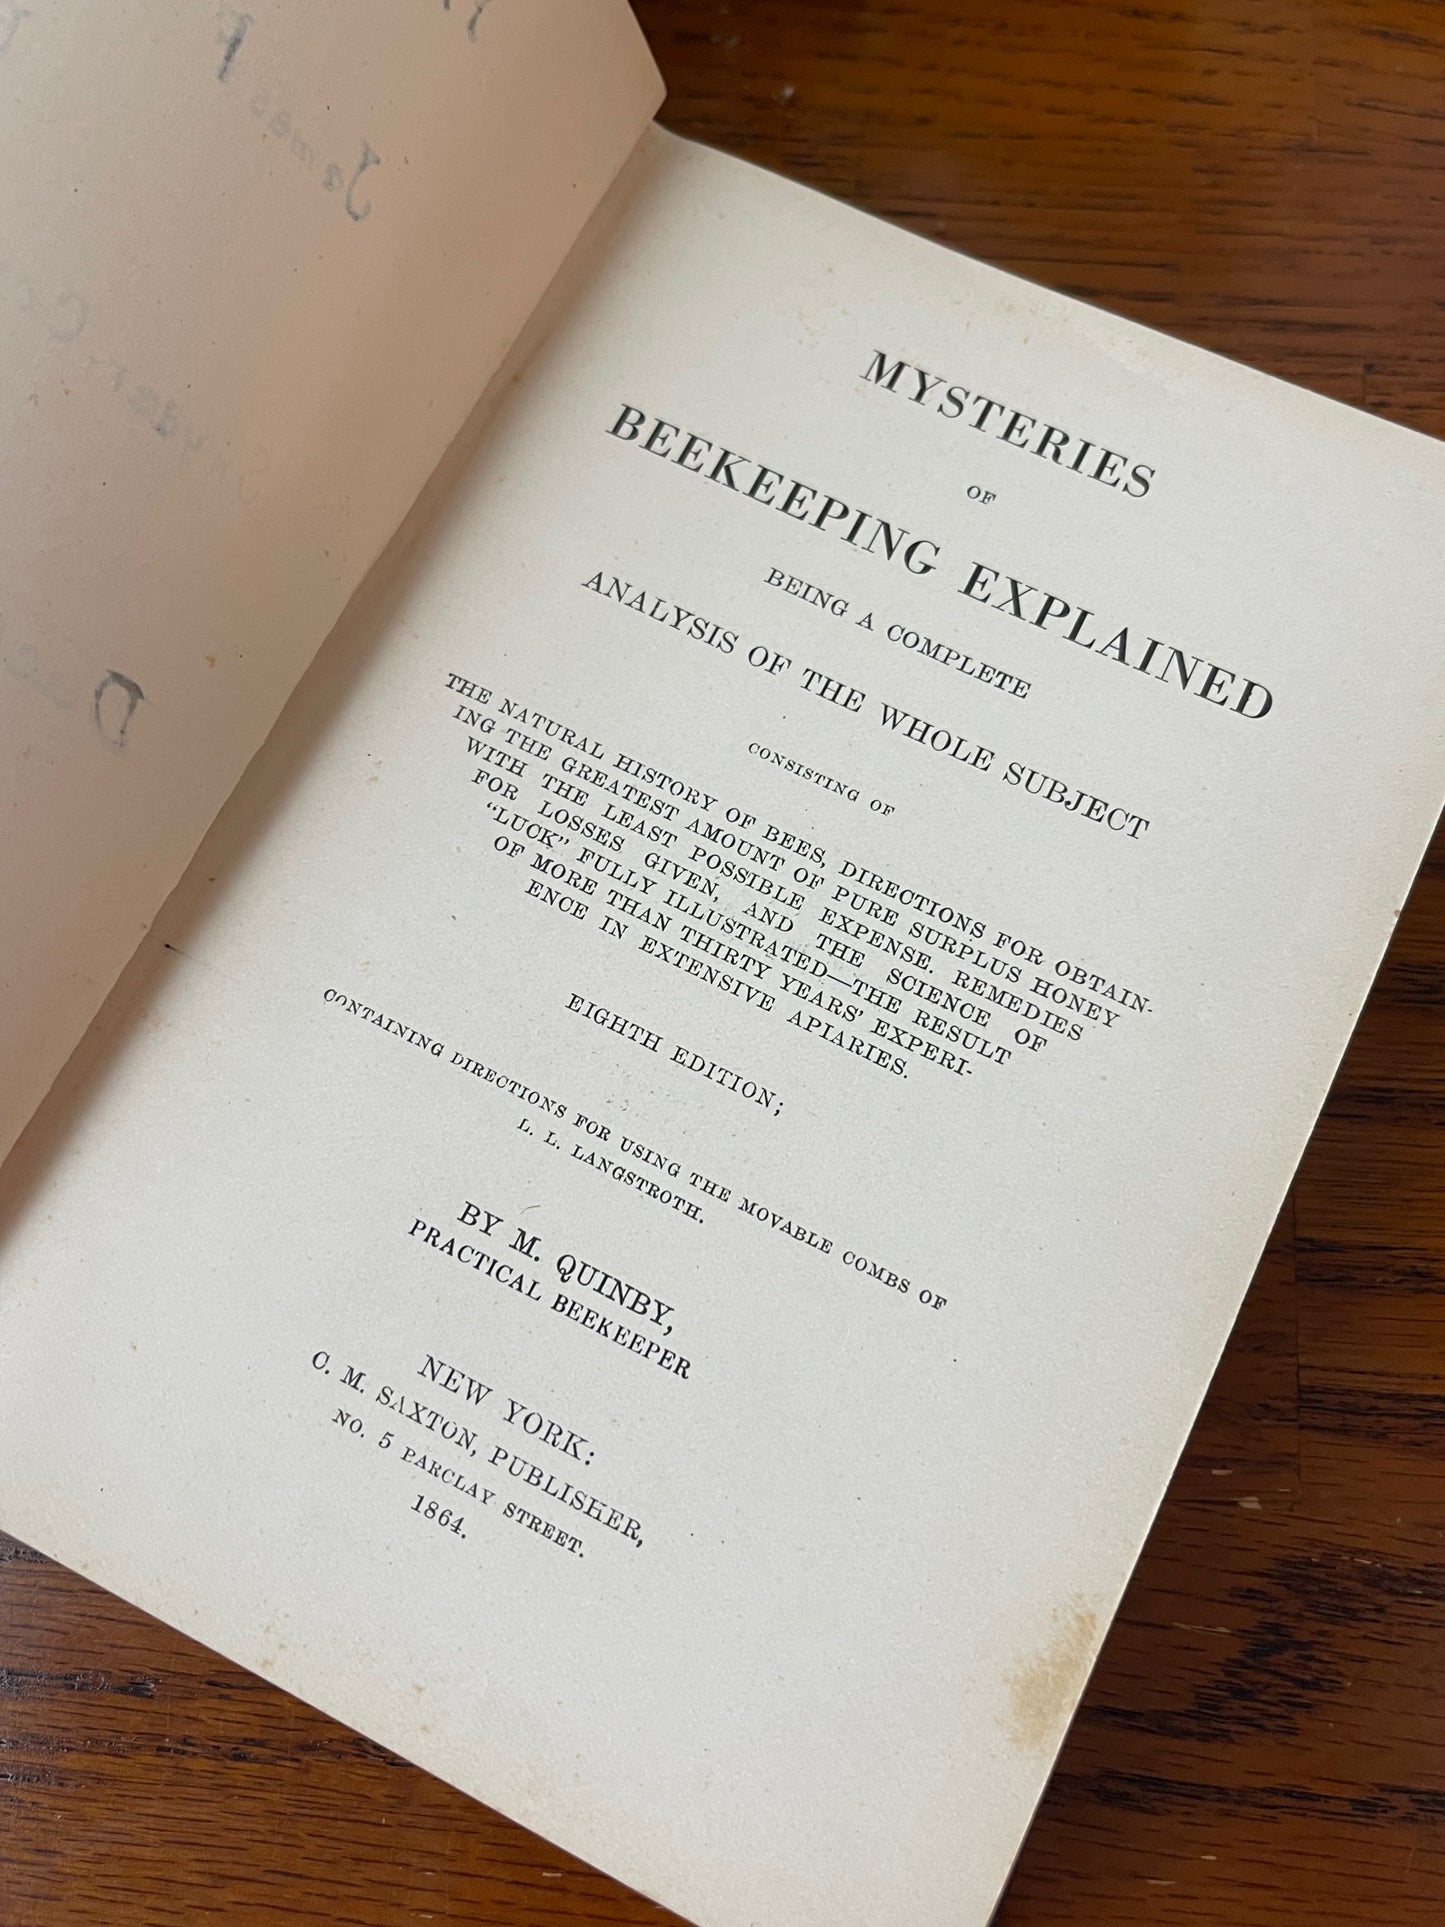 James F
MYSTERIES
OF
BEEKEEPING EXPLAINED
BEING A COMPLETE
ANALYSIS OF THE WHOLE SUBJECT
CONSISTING OF
THE NATURAL HISTORY OF BEES, DIRECTIONS FOR OBTAIN-
ING THE GREATEST AMOUNT OF PURE SURPLUS HONEY
WITH THE LEAST POSSIBLE EXPENSE. REMEDIES
FOR LOSSES GIVEN, AND THE SCIENCE OF
“LUCK” FULLY ILLUSTRATED—THE RESULT
OF MORE THAN THIRTY YEARS’ EXPERI-
ENCE IN EXTENSIVE APIARIES.
EIGHTH EDITION;
CONTAINING DIRECTIONS FOR USING THE MOVABLE COMBS OF
L. L. LANGSTROTH.
BY M. QUINBY,
PRACTICAL BEEKEEPER
NEW YORK:
C. M. SAXTON, PUBLISHER,
NO. 5 BARCLAY STREET.
1864.